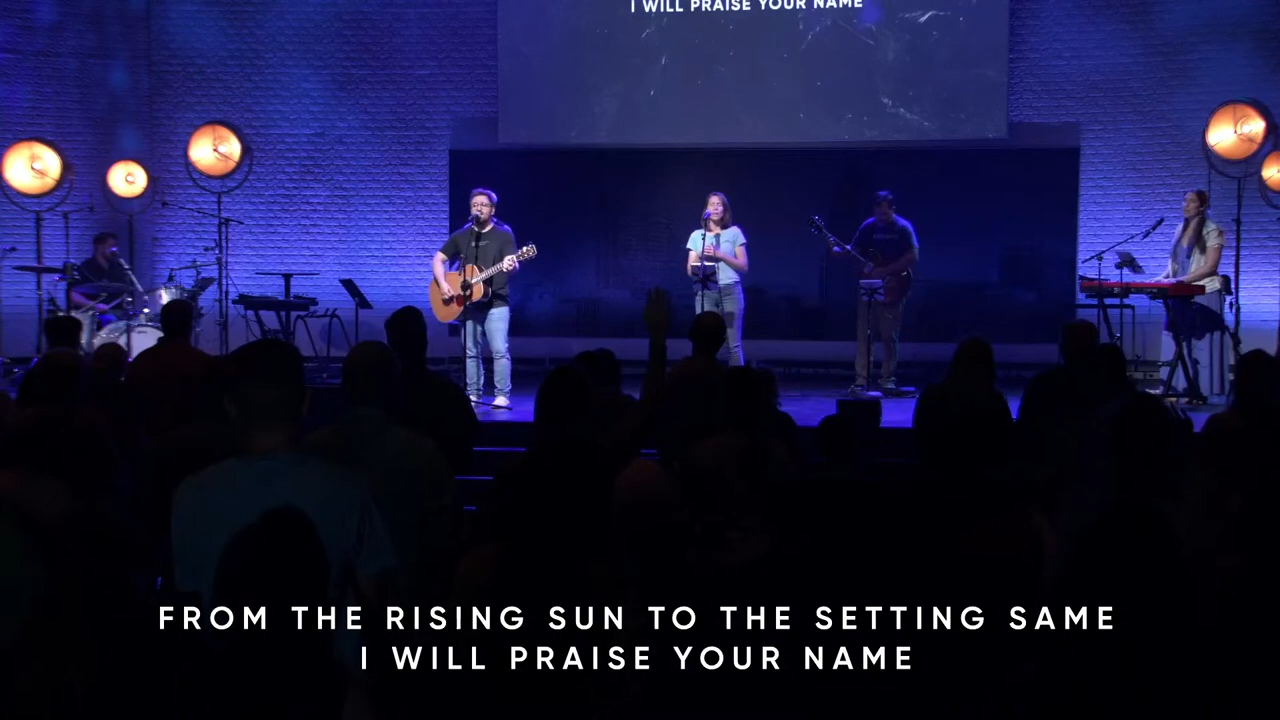 I WILL PRAISE YOUR NAME
FROM THE RISING SUN TO THE SETTING SAME
I WILL PRAISE YOUR NAME